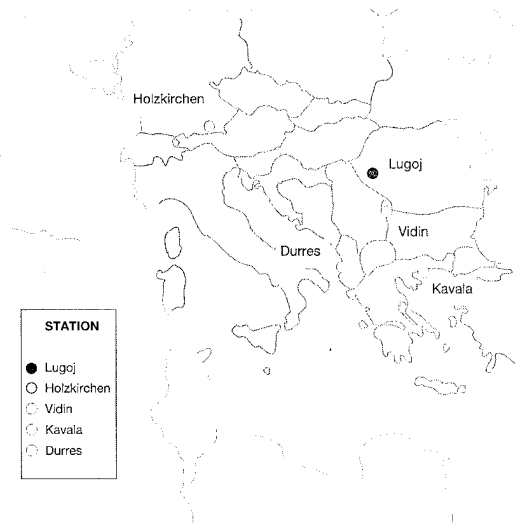 Holzkirchen
Lugoj
Vidin
Durres
Kavala
STATION
Lugoj
Holzkirchen
Vidin
Kavala
Durres